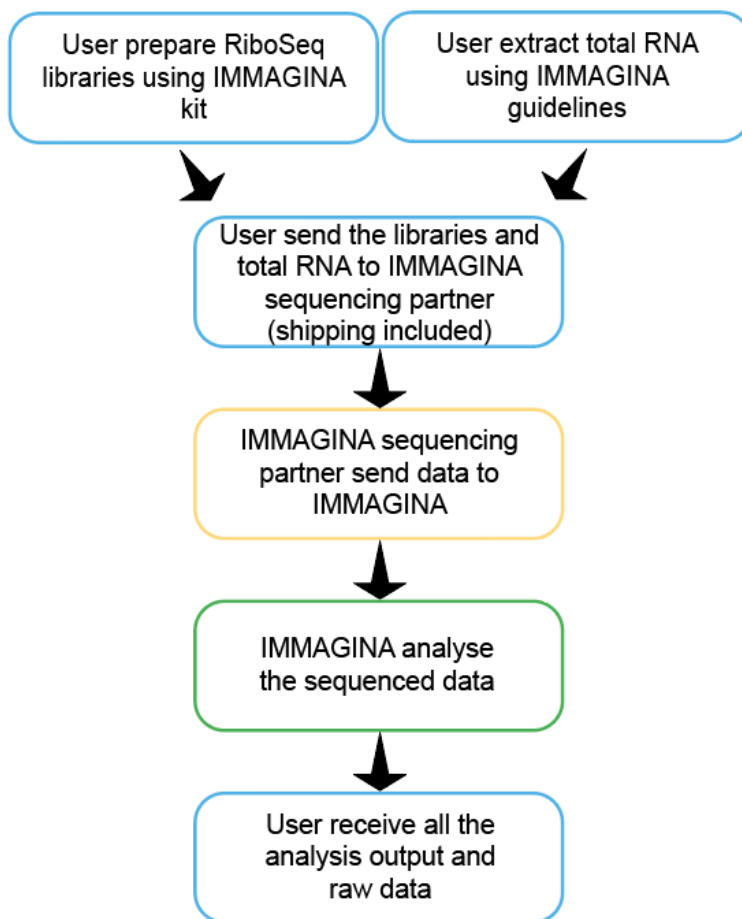 User prepare RiboSeq
libraries using IMMAGINA
kit
User extract total RNA
using IMMAGINA
guidelines
User send the libraries and
total RNA to IMMAGINA
sequencing partner
(shipping included)
IMMAGINA sequencing
partner send data to
IMMAGINA
IMMAGINA analyse
the sequenced data
User receive all the
analysis output and
raw data